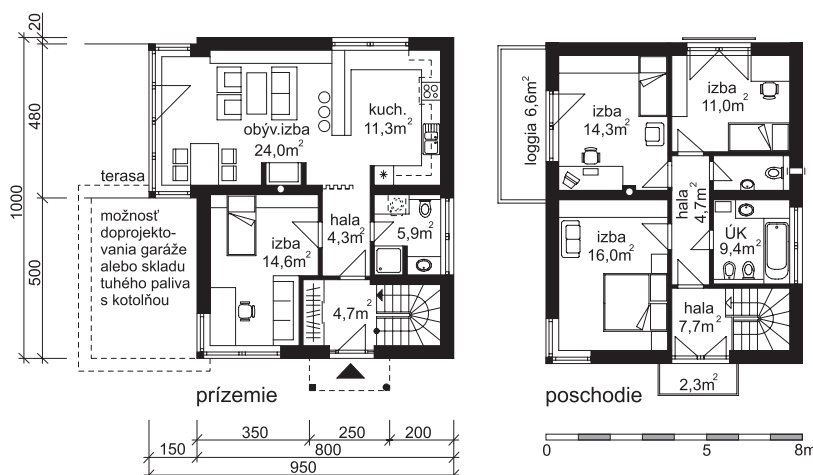 20
480
1000
500
terasa
možnosť
doprojekto-
vania garáže
alebo skladu
tuhého paliva
s kotolňou
obýv.izba
24,0m²
kuch.
11,3m²
izba
14,6m²
hala
4,3m²
5,9m²
4,7m²
prízemie
350
250
200
150
800
950
loggia 6,6m²
izba
14,3m²
izba
11,0m²
hala
4,7m²
izba
16,0m²
ÚK
9,4m²
hala
7,7m²
2,3m²
poschodie
0
5
8m